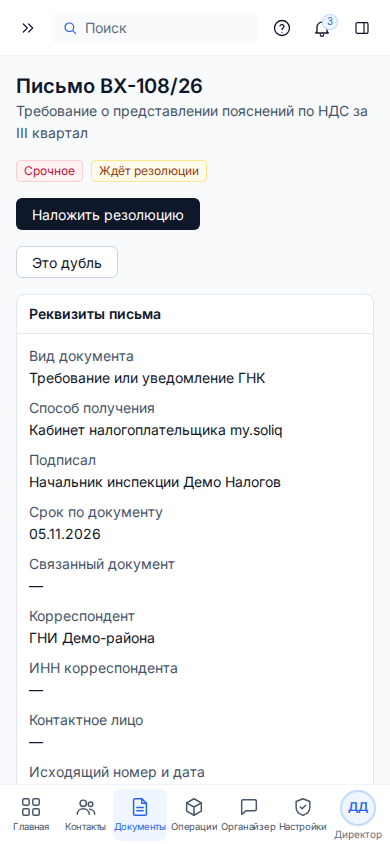 Поиск
3
Письмо ВХ-108/26
Требование о представлении пояснений по НДС за
III квартал
Срочное
Ждёт резолюции
Наложить резолюцию
Это дубль
Реквизиты письма
Вид документа
Требование или уведомление ГНК
Способ получения
Кабинет налогоплательщика my.soliq
Подписал
Начальник инспекции Демо Налогов
Срок по документу
05.11.2026
Связанный документ
—
Корреспондент
ГНИ Демо-района
ИНН корреспондента
—
Контактное лицо
—
Исходящий номер и дата
Главная
Контакты
Документы
Операции
Органайзер
Настройки
ДД
Директор